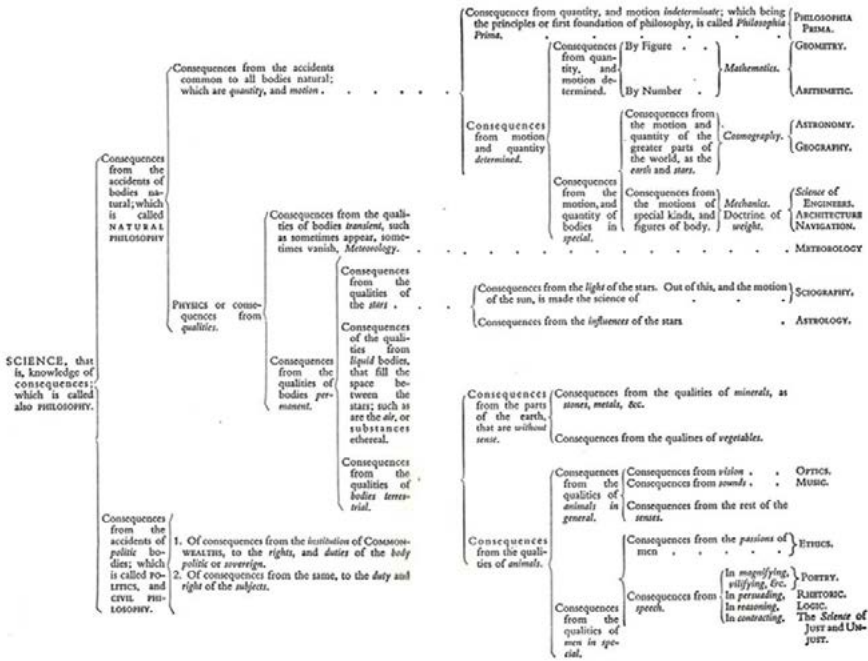 SCIENCE, that
is, knowledge of
consequences;
which is called
also PHILOSOPHY.
Consequences
from the
accidents of
bodies na-
tural; which
is called
NATURAL
PHILOSOPHY
Consequences from the accidents
common to all bodies natural;
which are quantity, and motion .
Consequences from quantity, and motion indeterminate; which being
the principles or first foundation of philosophy, is called Philosophia
Prima.
PHILOSOPHIA
PRIMA.
Consequences
from motion
and quantity
determined.
Consequences
from quan-
tity, and
motion de-
termined.
By Figure . .
By Number .
Mathematics.
GEOMETRY.
ARITHMETIC.
Consequences
from the
motion, and
quantity of
bodies in
special.
Consequences from
the motion and
quantity of the
greater parts of
the world, as the
earth and stars.
Cosmography.
ASTRONOMY.
GEOGRAPHY.
Consequences from
the motions of
special kinds, and
figures of body.
Mechanics.
Doctrine of
weight.
Science of
ENGINEERS.
ARCHITECTURE
NAVIGATION.
PHYSICS or conse-
quences from
qualities.
Consequences from the quali-
ties of bodies transient, such
as sometimes appear, some-
times vanish, Meteorology.
METEOROLOGY
Consequences
from the
qualities of
bodies per-
manent.
Consequences
from the
qualities of
the stars .
Consequences from the light of the stars. Out of this, and the motion
of the sun, is made the science of
SCIOGRAPHY.
Consequences from the influences of the stars
. ASTROLOGY.
Consequences
of the quali-
ties from
liquid bodies,
that fill the
space be-
tween the
stars; such as
are the air, or
substances
ethereal.
Consequences
from the
qualities of
bodies terres-
trial.
Consequences
from the parts
of the earth,
that are without
sense.
Consequences from the qualities of minerals, as
stones, metals, &c.
Consequences from the qualities of vegetables.
Consequences
from the quali-
ties of animals.
Consequences
from the
qualities of
animals in
general.
Consequences from vision . .
OPTICS.
Consequences from sounds . .
MUSIC.
Consequences from the rest of the
senses.
Consequences
from the
qualities of
men in spe-
cial.
Consequences from the passions of
men . . . .
ETHICS.
Consequences from
speech.
In magnifying,
vilifying, &c.
POETRY.
In persuading,
RHETORIC.
In reasoning,
LOGIC.
In contracting,
The Science of
JUST and UN-
JUST.
Consequences
from the
accidents of
politic bo-
dies; which
is called PO-
LITICS, and
CIVIL PHI-
LOSOPHY.
1. Of consequences from the institution of COMMON-
WEALTHS, to the rights, and duties of the body
politic or sovereign.
2. Of consequences from the same, to the duty and
right of the subjects.